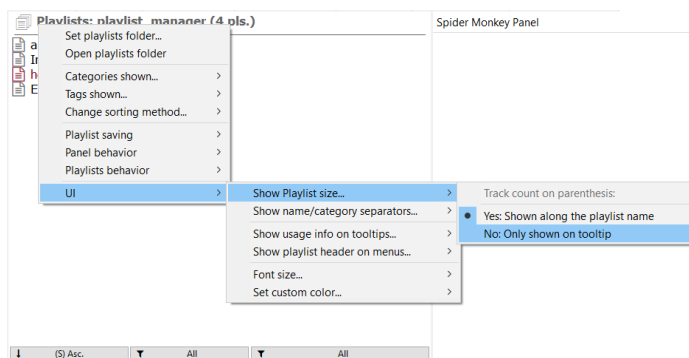 Playlists: playlist_manager (4 pls.)
Spider Monkey Panel
Set playlists folder...
Open playlists folder
Categories shown...
Tags shown...
Change sorting method...
Playlist saving
Panel behavior
Playlists behavior
UI
Show Playlist size...
Show name/category separators...
Show usage info on tooltips...
Show playlist header on menus...
Font size...
Set custom color...
Track count on parenthesis:
Yes: Shown along the playlist name
No: Only shown on tooltip
(S) Asc.
All
All